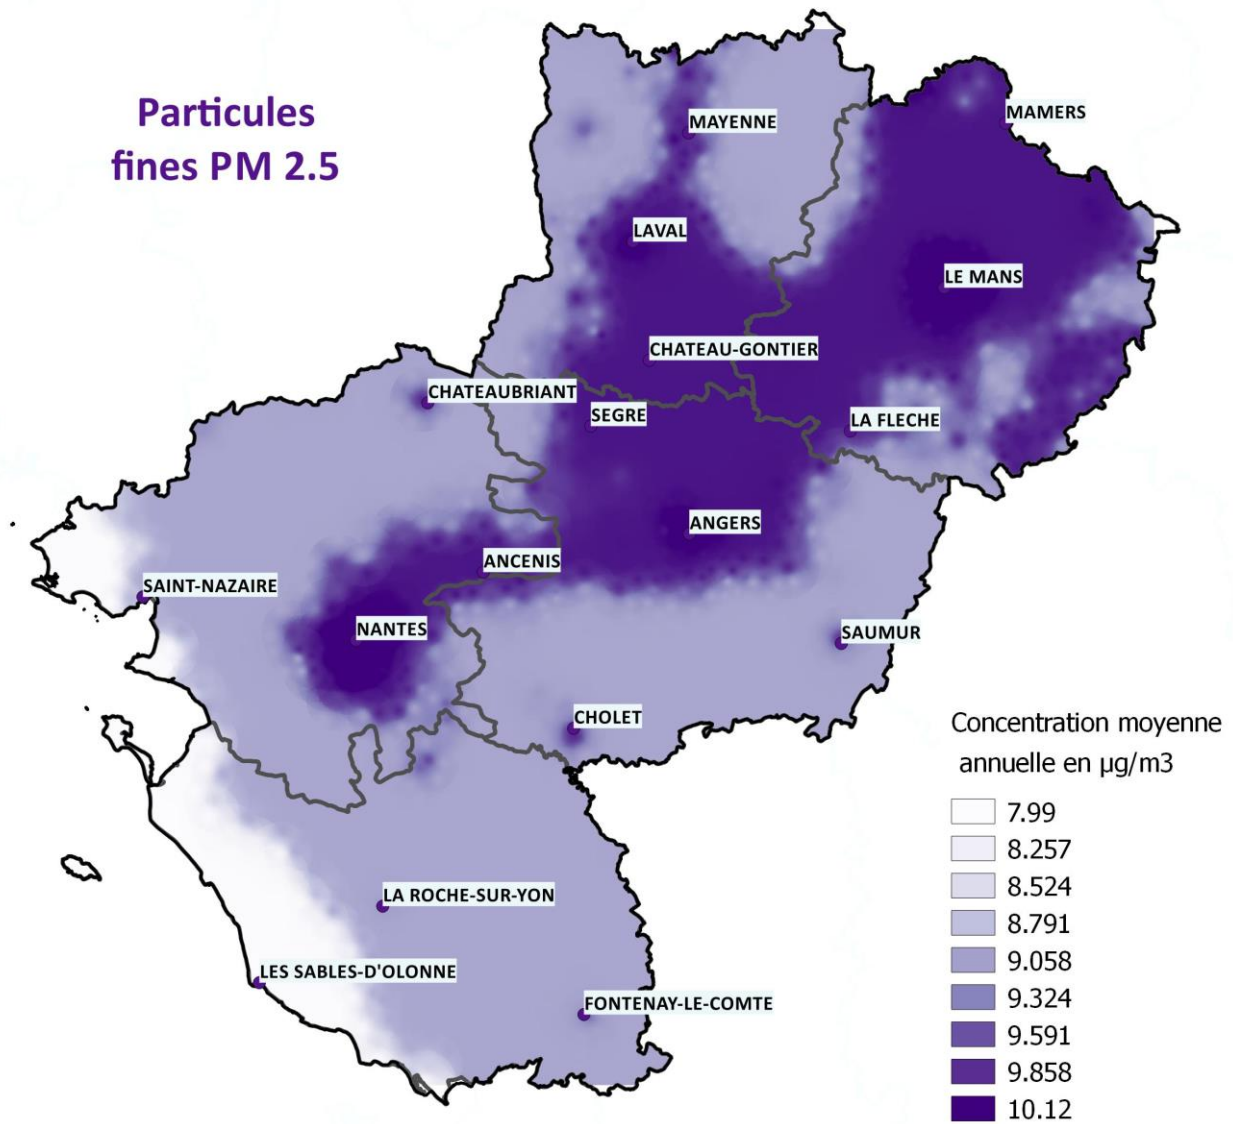 Particules
fines PM 2.5
MAMERS
MAYENNE
LAVAL
LE MANS
CHATEAU-GONTIER
CHATEAUBRIANT
SEGRE
LA FLECHE
ANGERS
ANCENIS
SAINT-NAZAIRE
NANTES
SAUMUR
CHOLET
LA ROCHE-SUR-YON
LES SABLES-D'OLONNE
FONTENAY-LE-COMTE
Concentration moyenne
annuelle en µg/m3
7.99
8.257
8.524
8.791
9.058
9.324
9.591
9.858
10.12